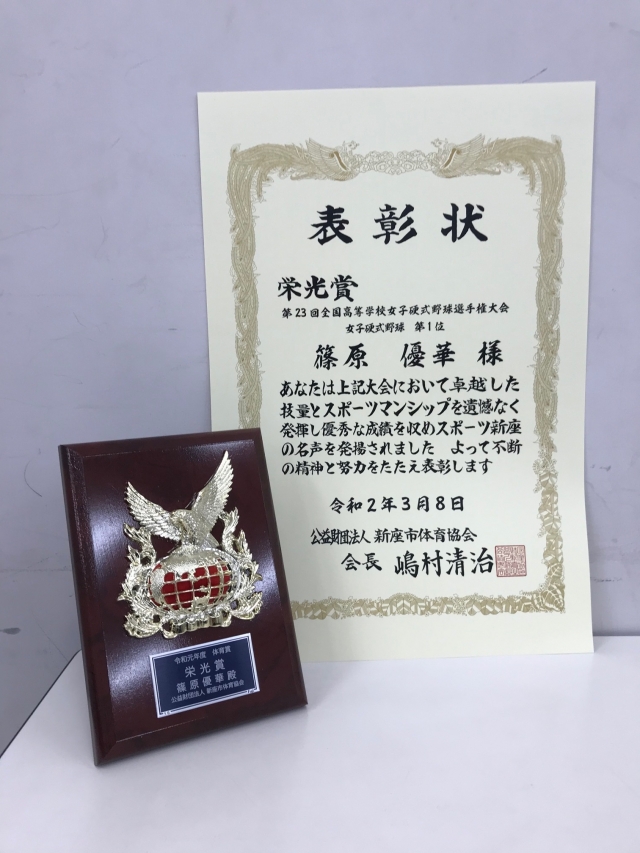 表彰状
栄光賞
第23回全国高等学校女子硬式野球選手権大会
女子硬式野球 第1位
篠原 優華 様
あなたは上記大会において卓越した
技量とスポーツマンシップを遺憾なく
発揮し優秀な成績を収めスポーツ新座
の名声を発揚されました よって不断
の精神と努力をたたえ表彰します
令和2年3月8日
公益財団法人 新座市体育協会
会長 嶋村清治
令和元年度 体育賞
栄光賞
篠原優華殿
公益財団法人 新座市体育協会